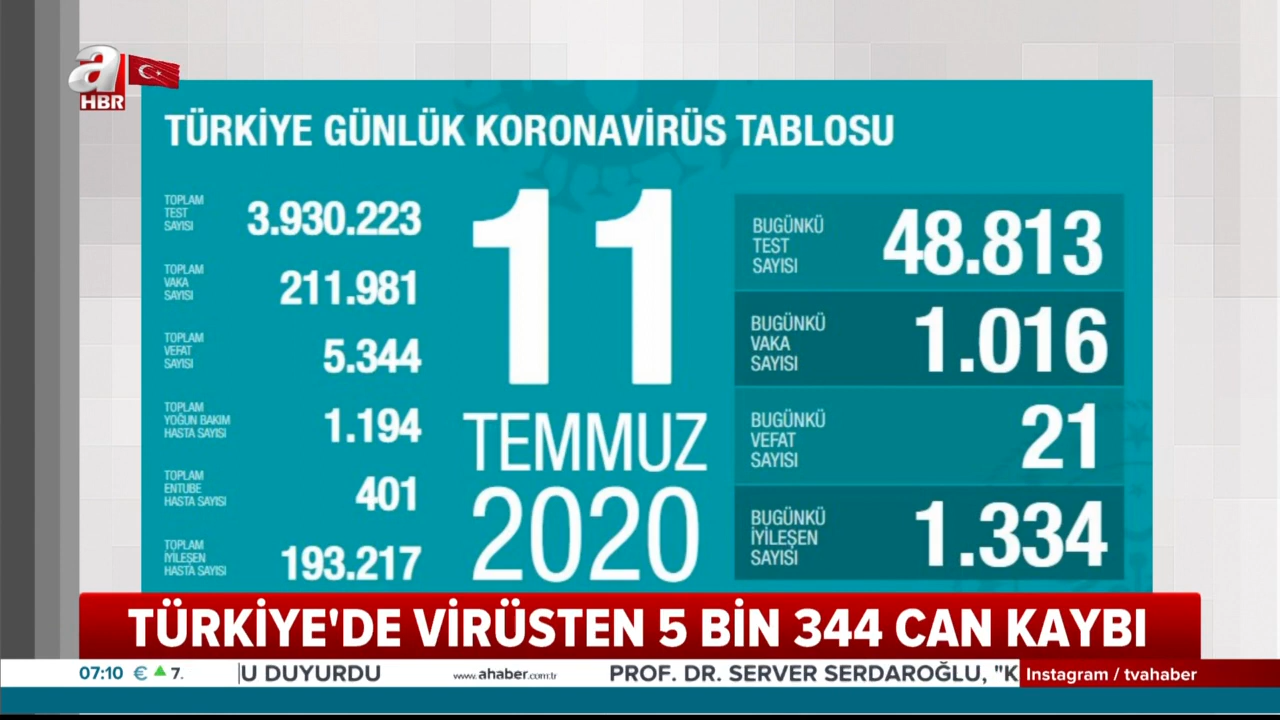 a
HBR
TÜRKİYE GÜNLÜK KORONAVİRÜS TABLOSU
TOPLAM
TEST
SAYISI
3.930.223
TOPLAM
VAKA
SAYISI
211.981
TOPLAM
VEFAT
SAYISI
5.344
TOPLAM
YOĞUN BAKIM
HASTA SAYISI
1.194
TOPLAM
ENTUBE
HASTA SAYISI
401
TOPLAM
İYİLEŞEN
HASTA SAYISI
193.217
11
TEMMUZ
2020
BUGÜNKÜ
TEST
SAYISI
48.813
BUGÜNKÜ
VAKA
SAYISI
1.016
BUGÜNKÜ
VEFAT
SAYISI
21
BUGÜNKÜ
İYİLEŞEN
SAYISI
1.334
TÜRKİYE'DE VİRÜSTEN 5 BİN 344 CAN KAYBI
07:10 € ▲ 7. U DUYURDU www.ahaber.com.tr PROF. DR. SERVER SERDAROĞLU, "K Instagram / tvahaber